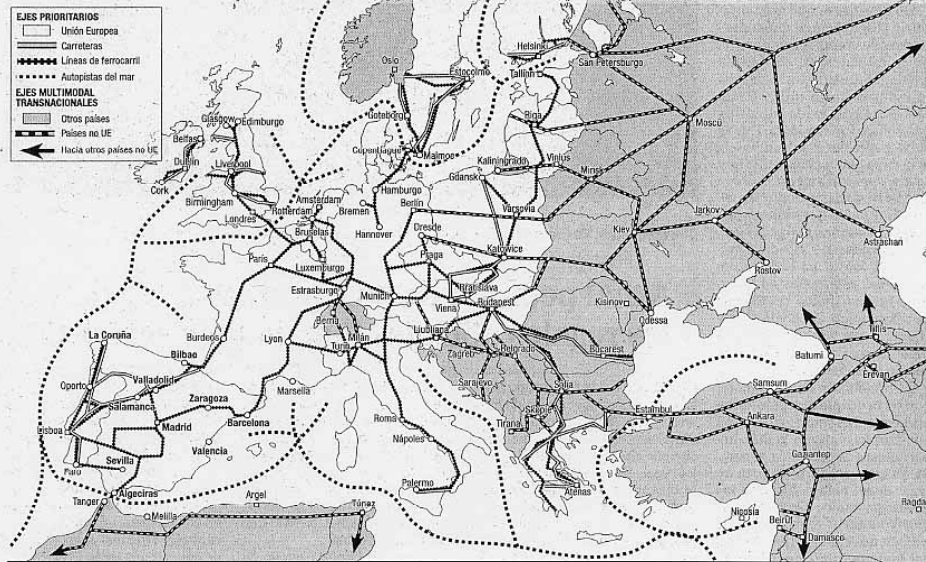 EJES PRIORITARIOS
Unión Europea
Carreteras
Líneas de ferrocarril
Autopistas del mar
EJES MULTIMODAL
TRANSNACIONALES
Otros países
Países no UE
Hacia otros países no UE
Oslo
Helsinki
San Petersburgo
Estocolmo
Tallinn
Glasgow
Edimburgo
Goteborg
Riga
Moscú
Belfas
Copenhague
Malmoe
Dublín
Liverpool
Kaliningrado
Vilnius
Minsk
Gdansk
Cork
Birmingham
Amsterdam
Hamburgo
Londres
Rotterdam
Bremen
Berlín
Varsovia
Bruselas
Hannover
Dresde
Kiev
Jarkov
Astrachan
París
Luxemburgo
Praga
Katowice
Rostov
Estrasburgo
Munich
Bratislava
Viena
Budapest
Kisinov
Odessa
Berna
La Coruña
Burdeos
Lyon
Milán
Turín
Liubliana
Zagreb
Belgrado
Bucarest
Tiflis
Batumi
Erevan
Bilbao
Oporto
Valladolid
Marsella
Sarajevo
Sofia
Samsum
Salamanca
Zaragoza
Roma
Skopje
Estambul
Ankara
Lisboa
Madrid
Barcelona
Nápoles
Tirana
Valencia
Gaziantep
Faro
Sevilla
Palermo
Atenas
Tanger
Algeciras
Argel
Túnez
Nicosia
Melilla
Beirut
Bagda
Damasco